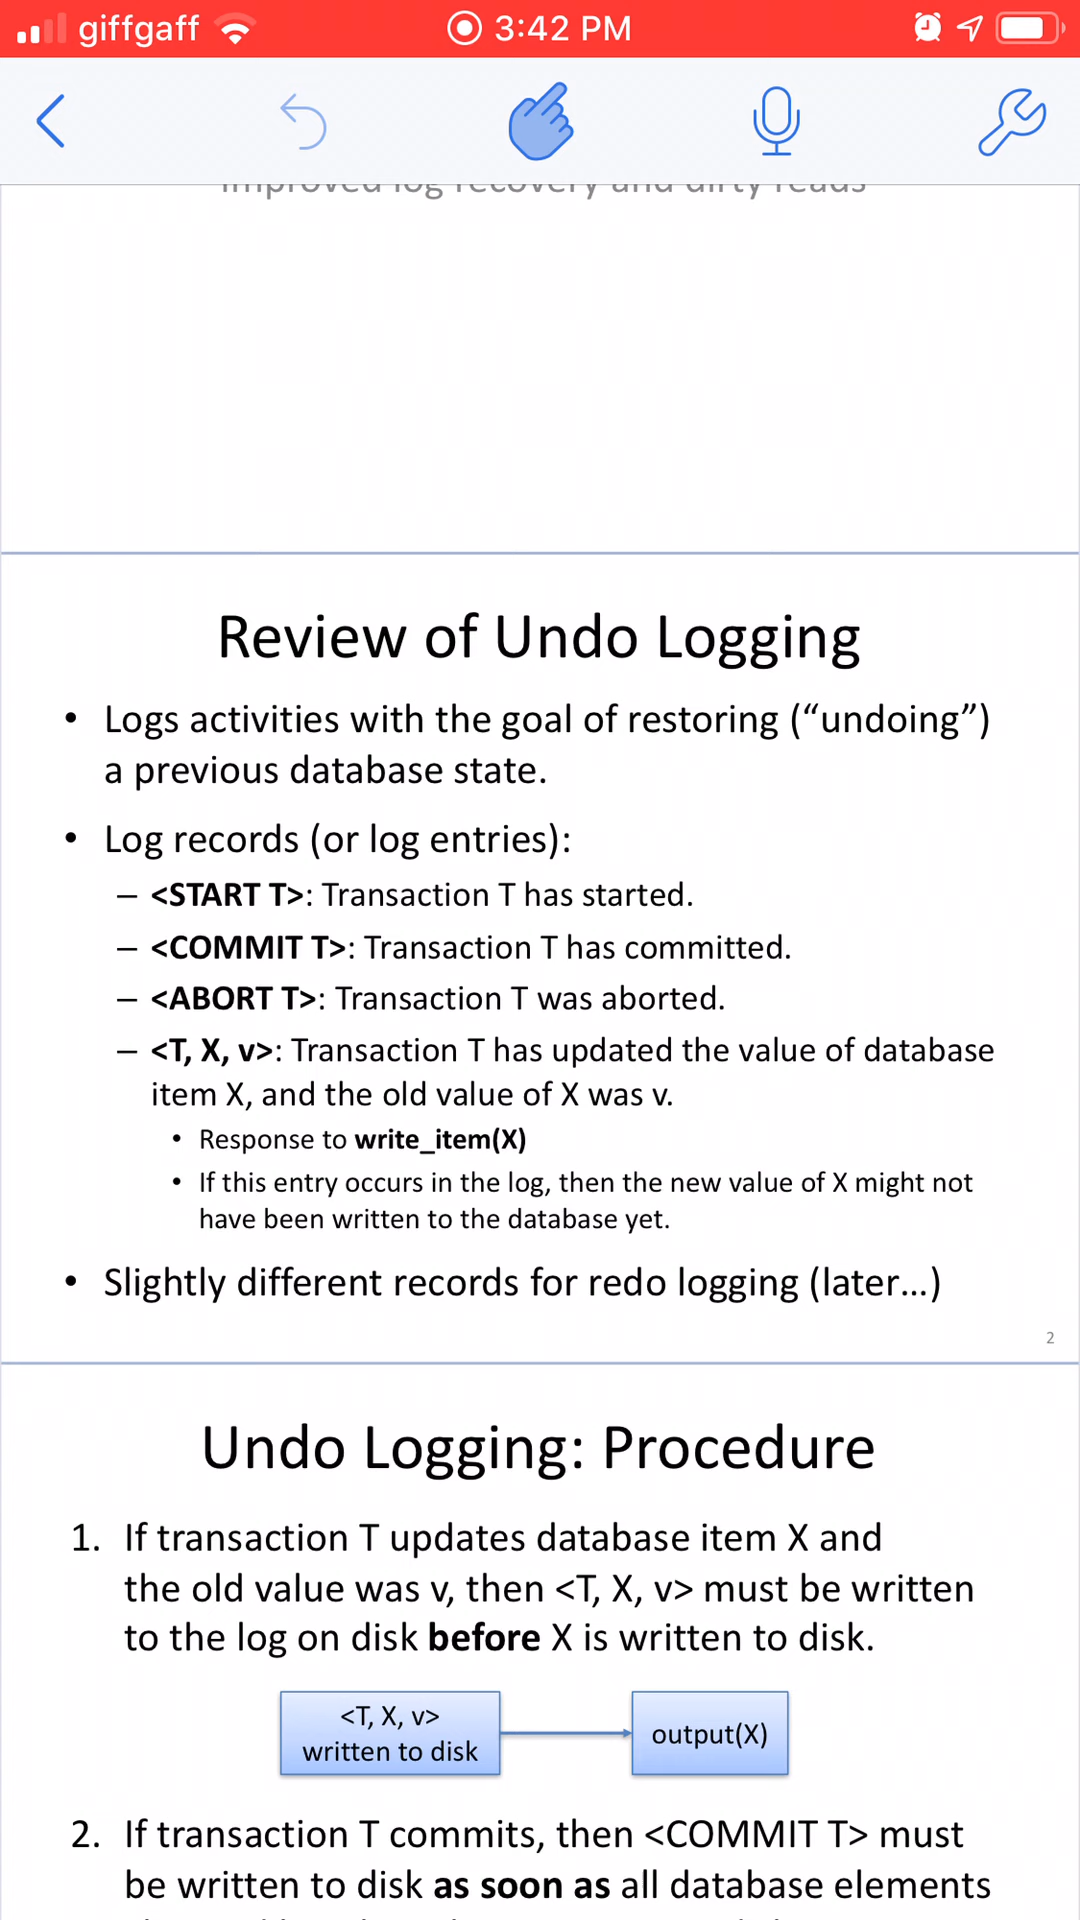 giffgaff 3:42 PM
Improved log recovery and dirty reads
Review of Undo Logging
• Logs activities with the goal of restoring (“undoing”)
a previous database state.
• Log records (or log entries):
– <START T>: Transaction T has started.
– <COMMIT T>: Transaction T has committed.
– <ABORT T>: Transaction T was aborted.
– <T, X, v>: Transaction T has updated the value of database
item X, and the old value of X was v.
• Response to write_item(X)
• If this entry occurs in the log, then the new value of X might not
have been written to the database yet.
• Slightly different records for redo logging (later...)
2
Undo Logging: Procedure
1. If transaction T updates database item X and
the old value was v, then <T, X, v> must be written
to the log on disk before X is written to disk.
<T, X, v>
written to disk
output(X)
2. If transaction T commits, then <COMMIT T> must
be written to disk as soon as all database elements